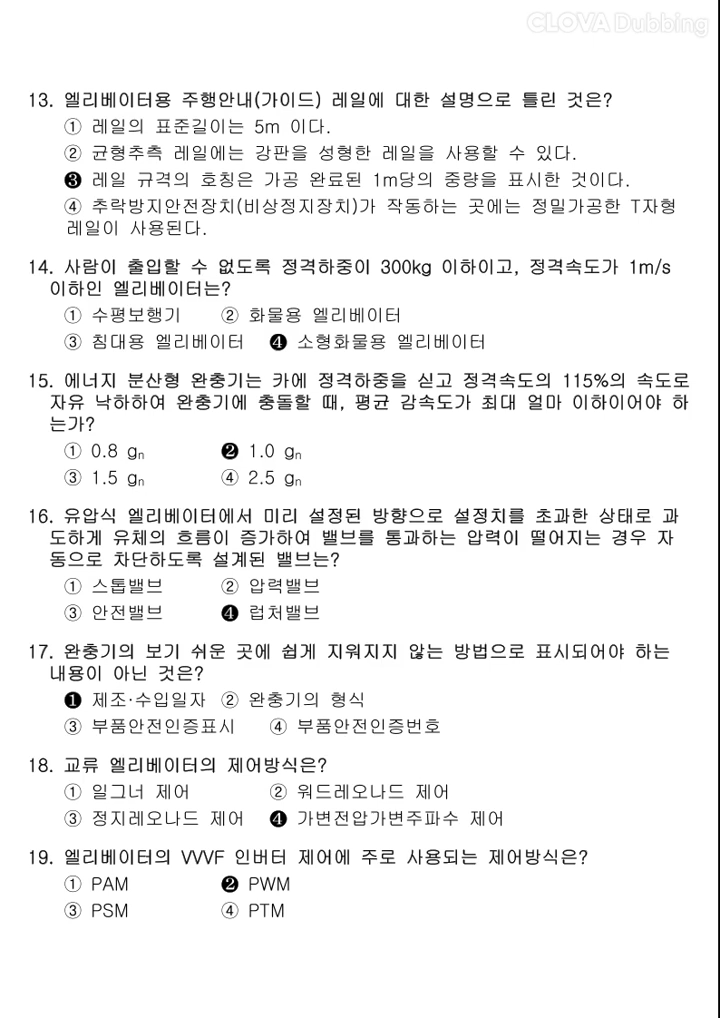 CLOVA Dubbing
13. 엘리베이터용 주행안내(가이드) 레일에 대한 설명으로 틀린 것은?
① 레일의 표준길이는 5m 이다.
② 균형추측 레일에는 강판을 성형한 레일을 사용할 수 있다.
❸ 레일 규격의 호칭은 가공 완료된 1m당의 중량을 표시한 것이다.
④ 추락방지안전장치(비상정지장치)가 작동하는 곳에는 정밀가공한 T자형
레일이 사용된다.
14. 사람이 출입할 수 없도록 정격하중이 300kg 이하이고, 정격속도가 1m/s
이하인 엘리베이터는?
① 수평보행기 ② 화물용 엘리베이터
③ 침대용 엘리베이터 ❹ 소형화물용 엘리베이터
15. 에너지 분산형 완충기는 카에 정격하중을 싣고 정격속도의 115%의 속도로
자유 낙하하여 완충기에 충돌할 때, 평균 감속도가 최대 얼마 이하이어야 하
는가?
① 0.8 gₙ ❷ 1.0 gₙ
③ 1.5 gₙ ④ 2.5 gₙ
16. 유압식 엘리베이터에서 미리 설정된 방향으로 설정치를 초과한 상태로 과
도하게 유체의 흐름이 증가하여 밸브를 통과하는 압력이 떨어지는 경우 자
동으로 차단하도록 설계된 밸브는?
① 스톱밸브 ② 압력밸브
③ 안전밸브 ❹ 럽처밸브
17. 완충기의 보기 쉬운 곳에 쉽게 지워지지 않는 방법으로 표시되어야 하는
내용이 아닌 것은?
❶ 제조·수입일자 ② 완충기의 형식
③ 부품안전인증표시 ④ 부품안전인증번호
18. 교류 엘리베이터의 제어방식은?
① 일그너 제어 ② 워드레오나드 제어
③ 정지레오나드 제어 ❹ 가변전압가변주파수 제어
19. 엘리베이터의 VVVF 인버터 제어에 주로 사용되는 제어방식은?
① PAM ❷ PWM
③ PSM ④ PTM